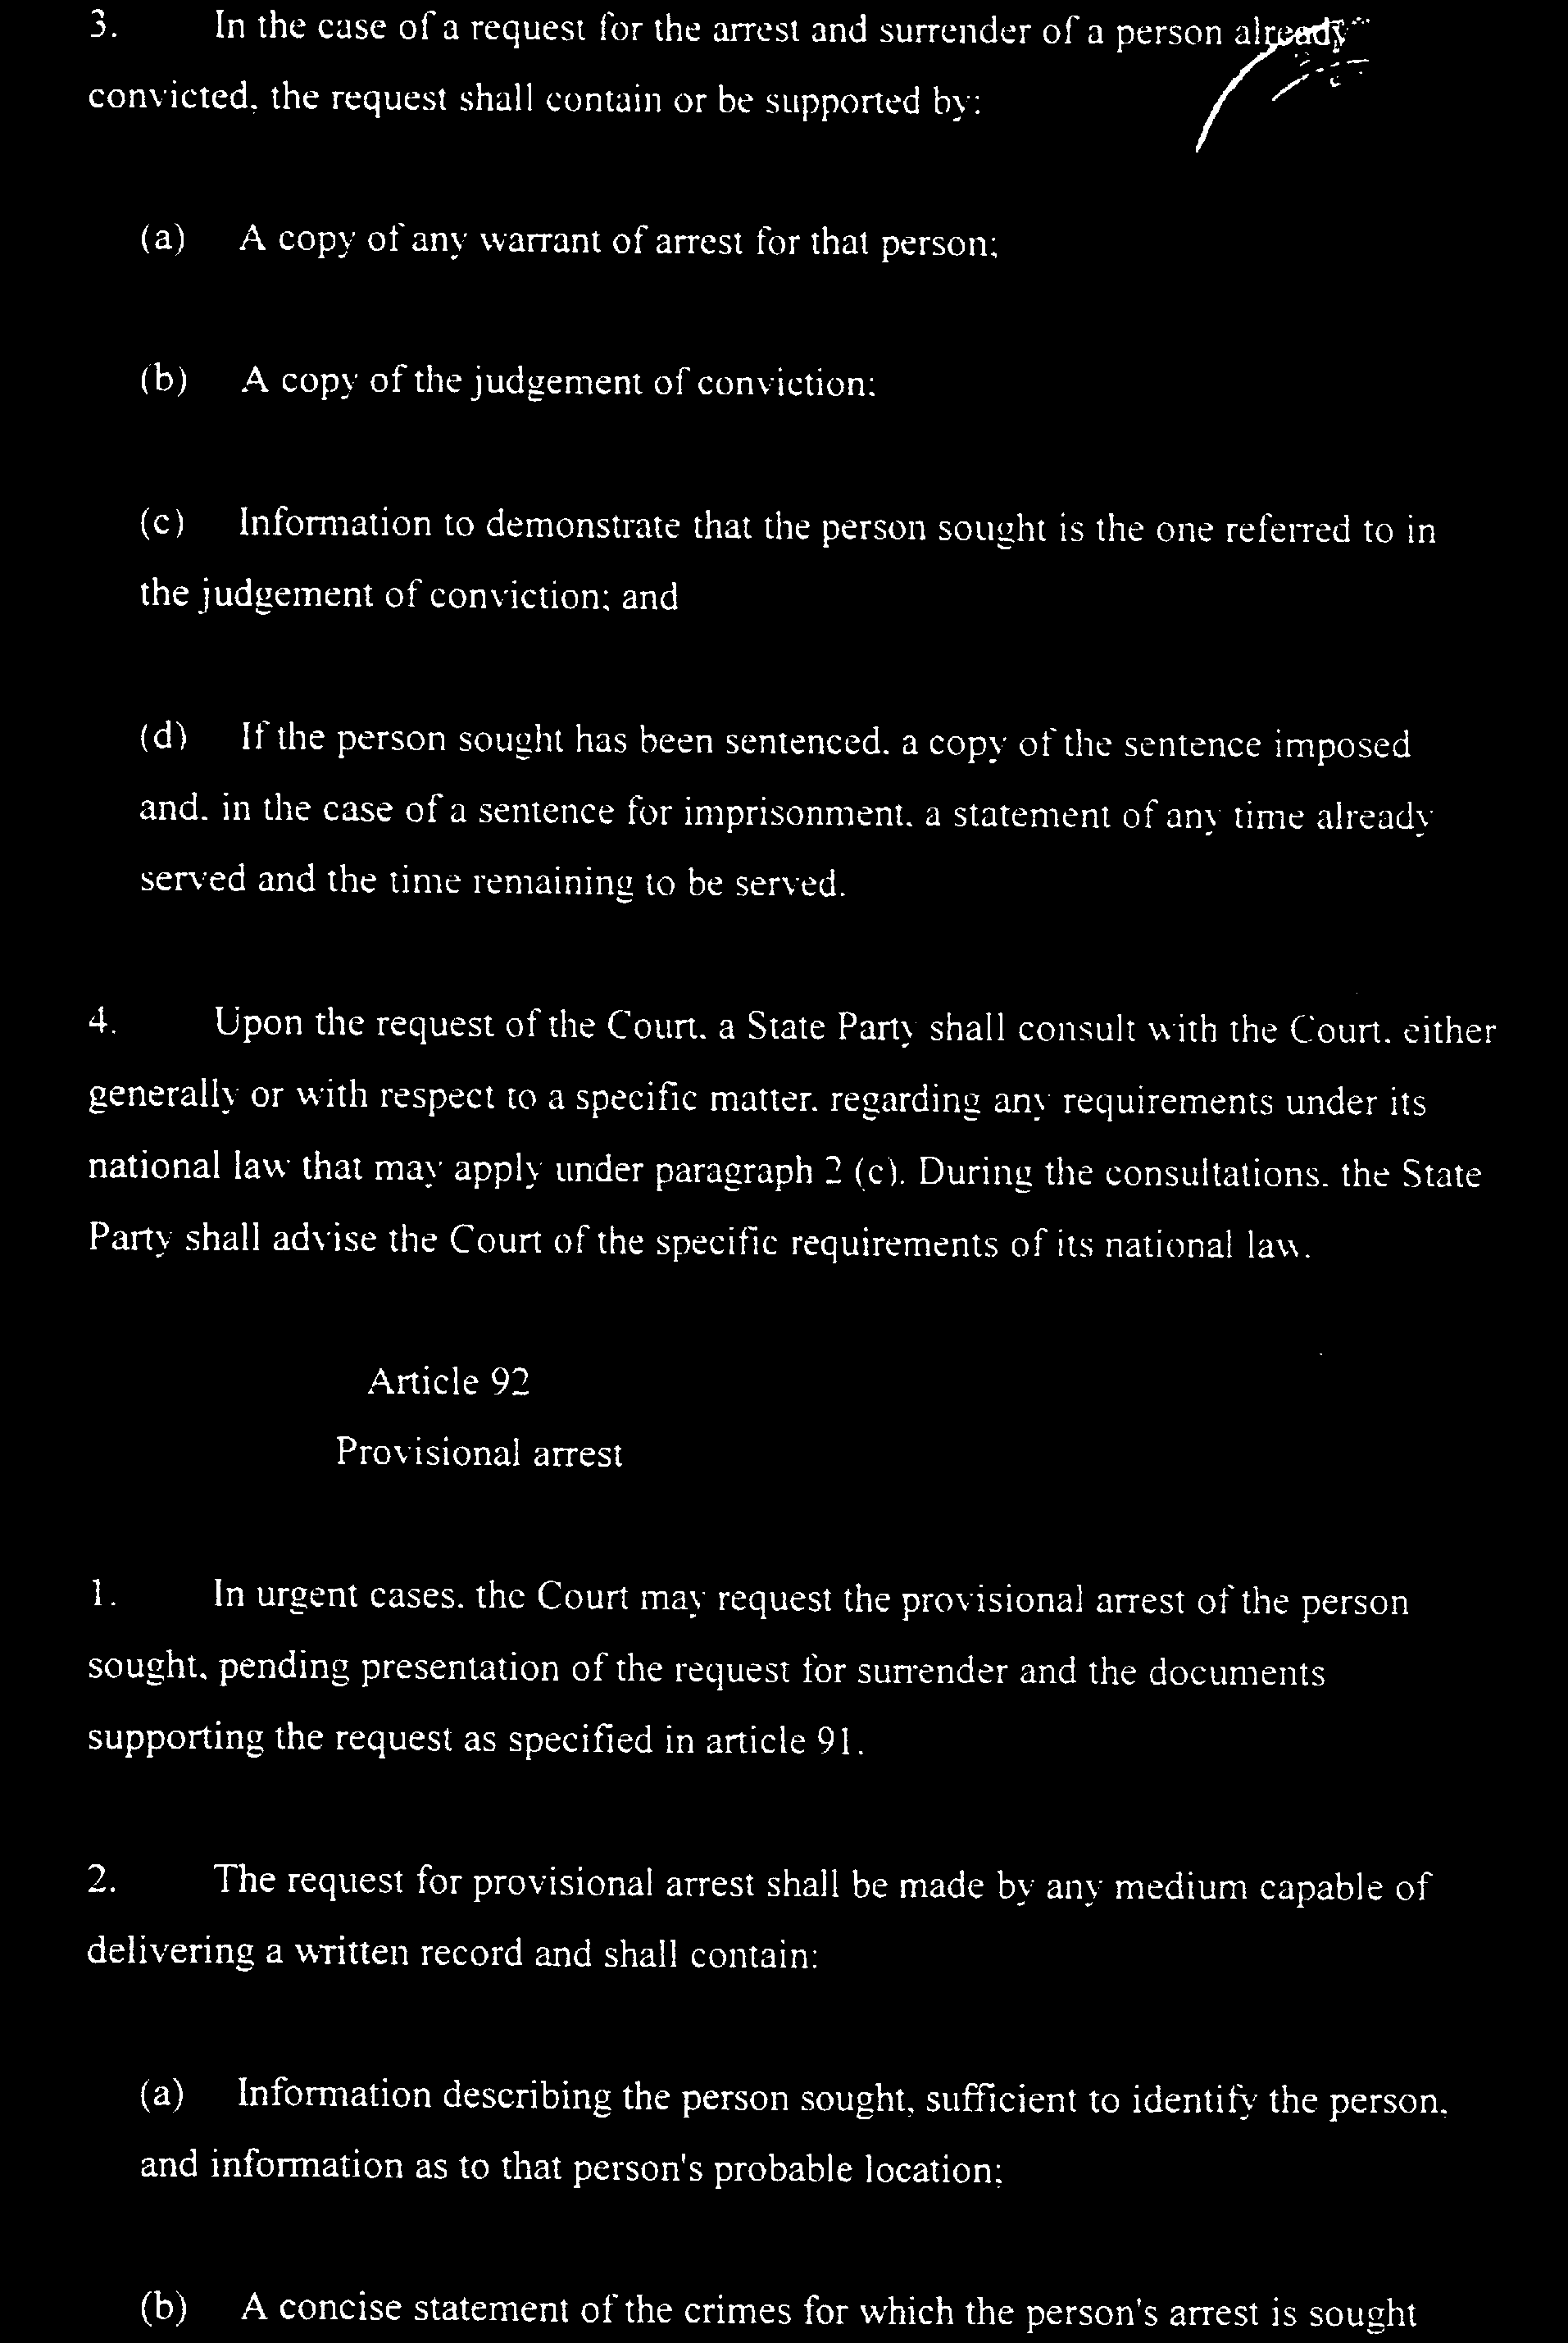 3. In the case of a request for the arrest and surrender of a person already
convicted, the request shall contain or be supported by:
(a) A copy of any warrant of arrest for that person;
(b) A copy of the judgement of conviction;
(c) Information to demonstrate that the person sought is the one referred to in
the judgement of conviction; and
(d) If the person sought has been sentenced, a copy of the sentence imposed
and, in the case of a sentence for imprisonment, a statement of any time already
served and the time remaining to be served.
4. Upon the request of the Court, a State Party shall consult with the Court, either
generally or with respect to a specific matter, regarding any requirements under its
national law that may apply under paragraph 2 (c). During the consultations, the State
Party shall advise the Court of the specific requirements of its national law.
Article 92
Provisional arrest
1. In urgent cases, the Court may request the provisional arrest of the person
sought, pending presentation of the request for surrender and the documents
supporting the request as specified in article 91.
2. The request for provisional arrest shall be made by any medium capable of
delivering a written record and shall contain:
(a) Information describing the person sought, sufficient to identify the person,
and information as to that person's probable location;
(b) A concise statement of the crimes for which the person's arrest is sought